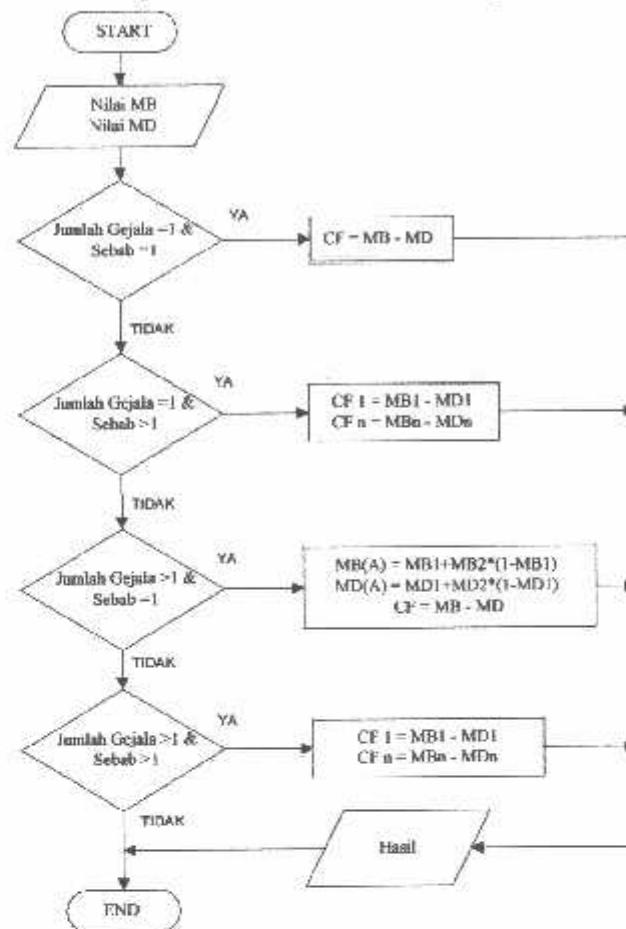 START
Nilai MB
Nilai MD
Jumlah Gejala =1 &
Sebab =1
YA
CF = MB - MD
TIDAK
Jumlah Gejala =1 &
Sebab >1
YA
CF 1 = MB1 - MD1
CF n = MBn - MDn
TIDAK
Jumlah Gejala >1 &
Sebab =1
YA
MB(A) = MB1+MB2*(1-MB1)
MD(A) = MD1+MD2*(1-MD1)
CF = MB - MD
TIDAK
Jumlah Gejala >1 &
Sebab >1
YA
CF 1 = MB1 - MD1
CF n = MBn - MDn
TIDAK
Hasil
END